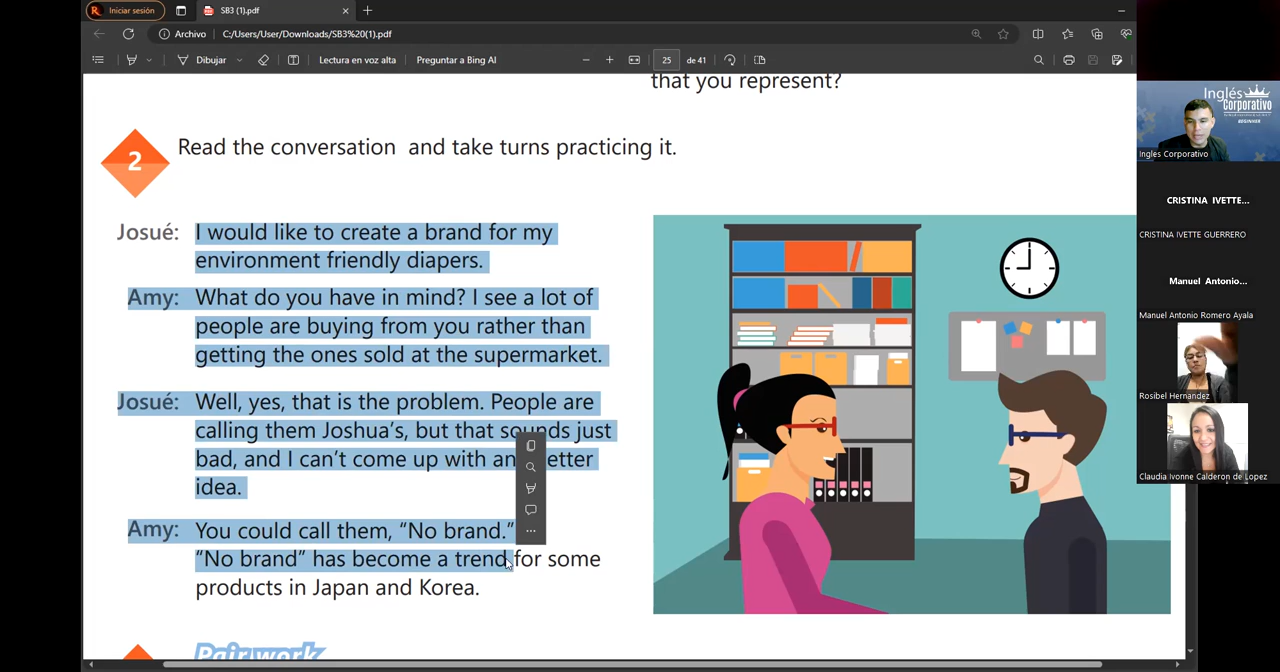 Iniciar sesión
SB3 (1).pdf
Archivo
C:/Users/User/Downloads/SB3%20(1).pdf
Dibujar
Lectura en voz alta
Preguntar a Bing AI
25
de 41
that you represent?
2
Read the conversation and take turns practicing it.
Josué: I would like to create a brand for my
environment friendly diapers.
Amy: What do you have in mind? I see a lot of
people are buying from you rather than
getting the ones sold at the supermarket.
Josué: Well, yes, that is the problem. People are
calling them Joshua's, but that sounds just
bad, and I can't come up with an etter
idea.
Amy: You could call them, "No brand."
"No brand" has become a trend for some
products in Japan and Korea.
Pair work
Inglés
Corporativo
BEGINNER
Ingles Corporativo
CRISTINA IVETTE...
CRISTINA IVETTE GUERRERO
Manuel Antonio...
Manuel Antonio Romero Ayala
Rosibel Hernandez
Claudia Ivonne Calderon de Lopez